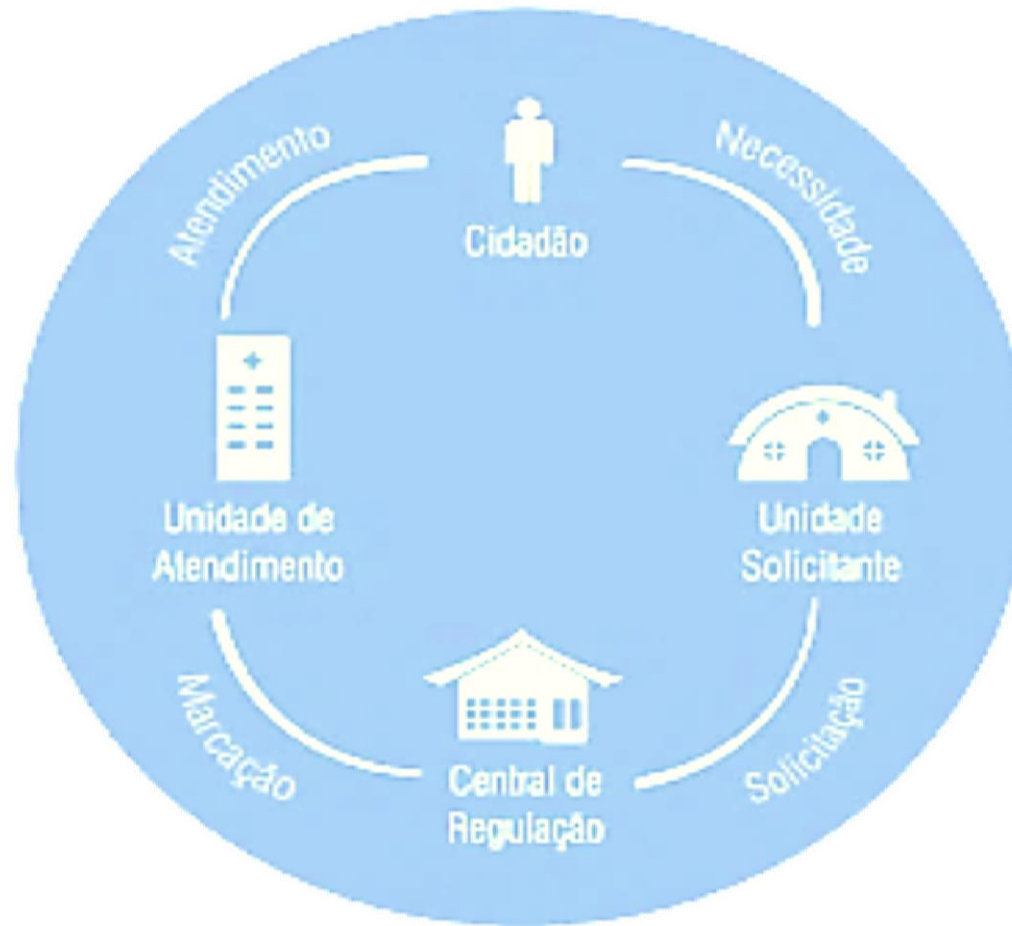 Atendimento
Necessidade
Cidadão
Unidade de
Atendimento
Unidade
Solicitante
Marcação
Solicitação
Central de
Regulação